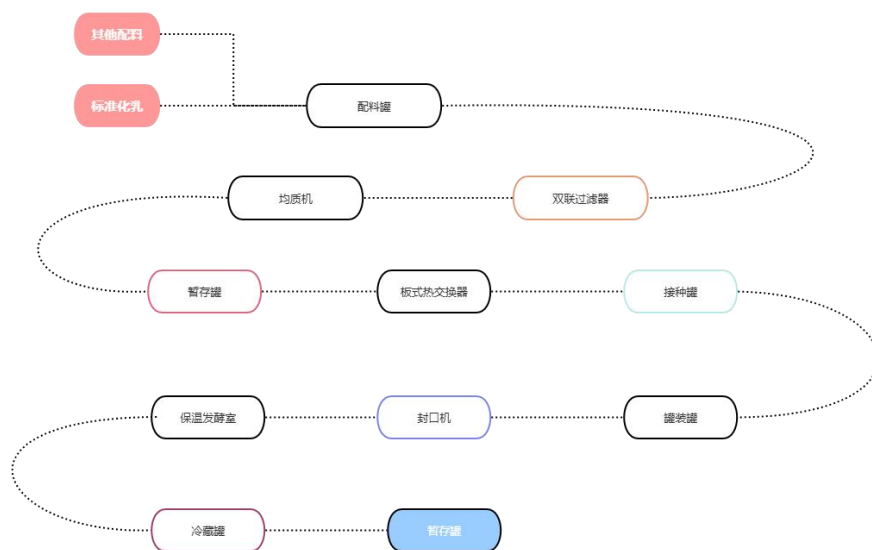 其他配料
标准化乳
配料罐
均质机
双联过滤器
暂存罐
板式热交换器
接种罐
保温发酵室
封口机
罐装罐
冷藏罐
暂存罐